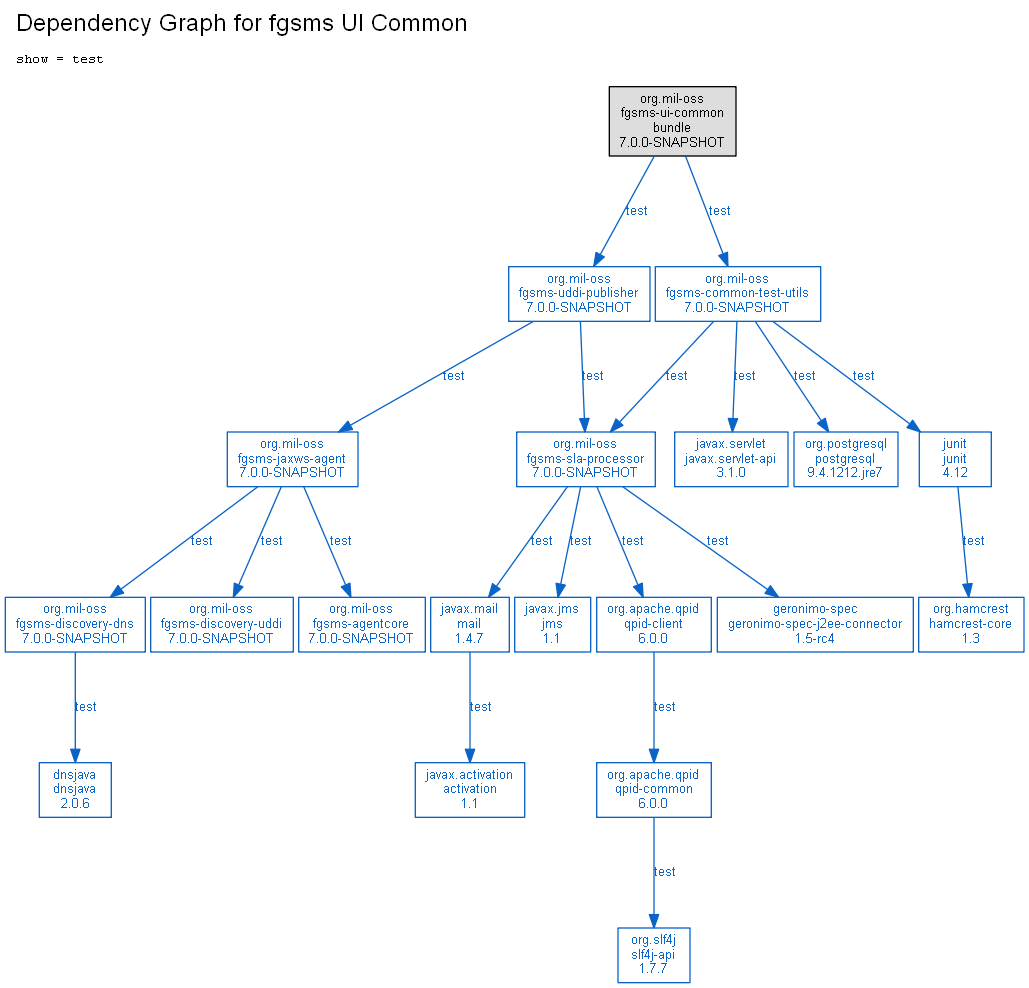 Dependency Graph for fgsms UI Common
show = test
org.mil-oss
fgsms-ui-common
bundle
7.0.0-SNAPSHOT
test
test
org.mil-oss
fgsms-uddi-publisher
7.0.0-SNAPSHOT
org.mil-oss
fgsms-common-test-utils
7.0.0-SNAPSHOT
test
test
test
test
test
test
org.mil-oss
fgsms-jaxws-agent
7.0.0-SNAPSHOT
org.mil-oss
fgsms-sla-processor
7.0.0-SNAPSHOT
javax.servlet
javax.servlet-api
3.1.0
org.postgresql
postgresql
9.4.1212.jre7
junit
junit
4.12
test
test
test
test
test
test
test
test
org.mil-oss
fgsms-discovery-dns
7.0.0-SNAPSHOT
org.mil-oss
fgsms-discovery-uddi
7.0.0-SNAPSHOT
org.mil-oss
fgsms-agentcore
7.0.0-SNAPSHOT
javax.mail
mail
1.4.7
javax.jms
jms
1.1
org.apache.qpid
qpid-client
6.0.0
geronimo-spec
geronimo-spec-j2ee-connector
1.5-rc4
org.hamcrest
hamcrest-core
1.3
test
test
test
dnsjava
dnsjava
2.0.6
javax.activation
activation
1.1
org.apache.qpid
qpid-common
6.0.0
test
org.slf4j
slf4j-api
1.7.7